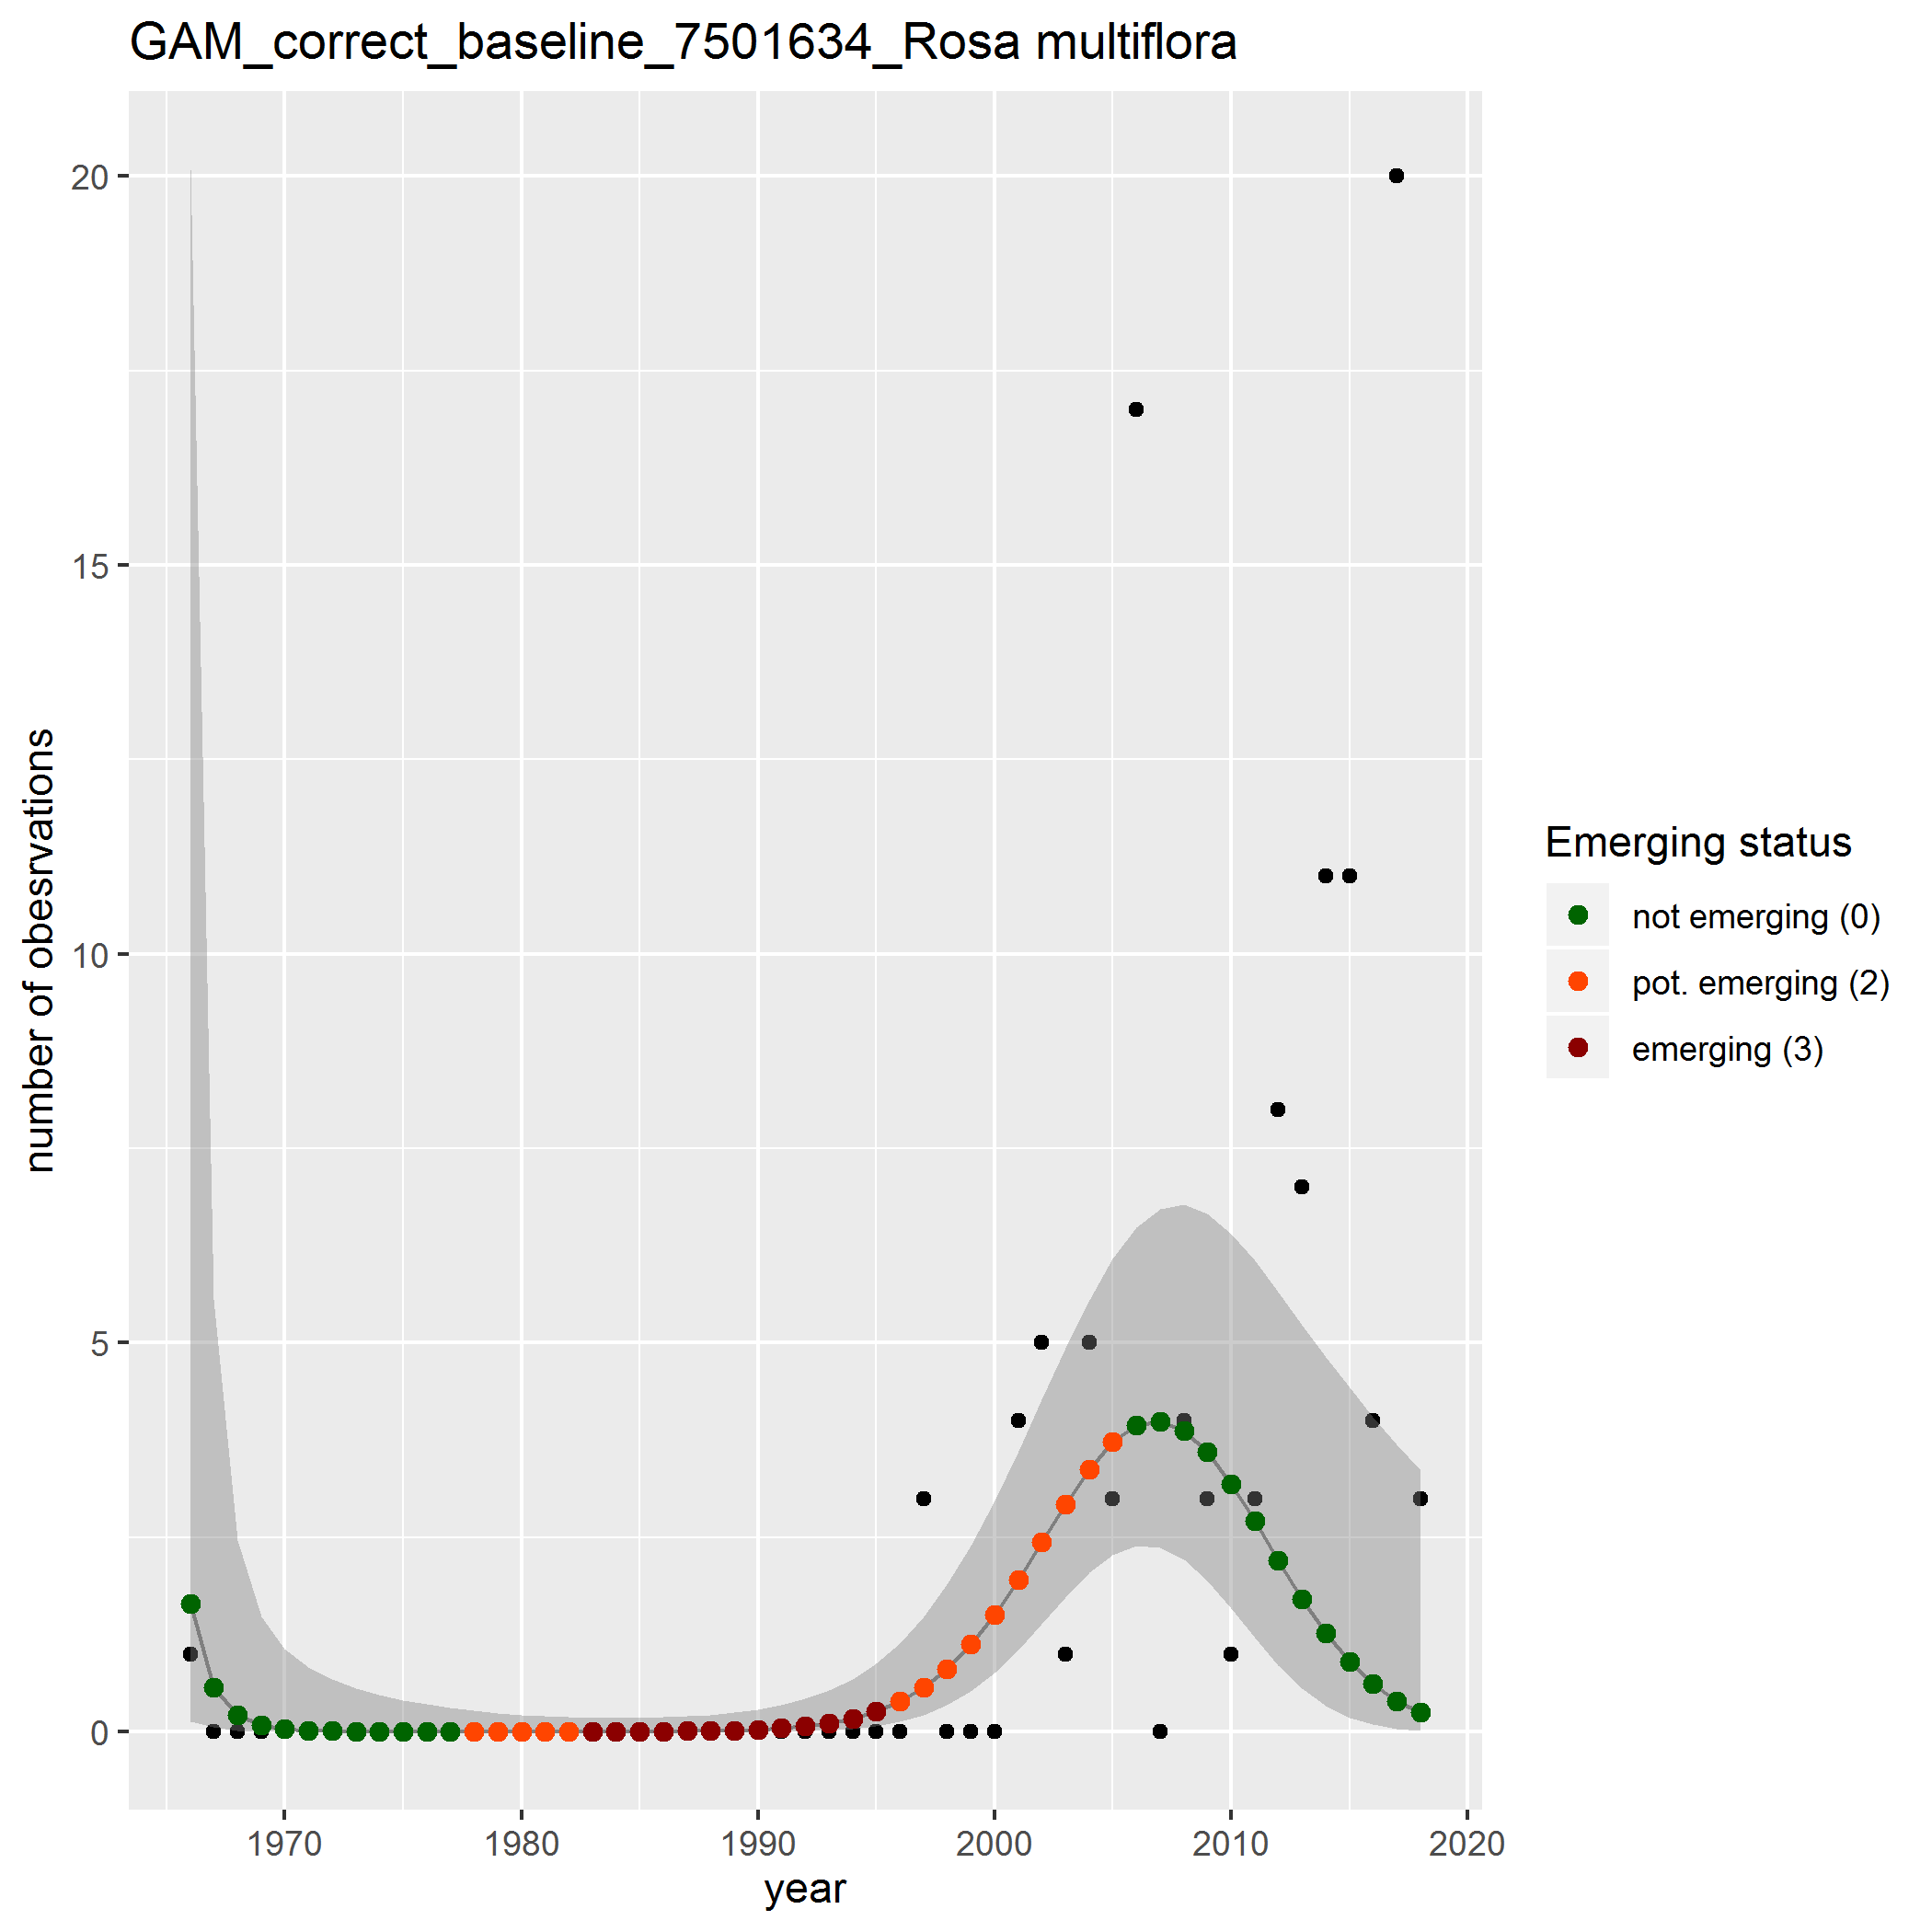 GAM_correct_baseline_7501634_Rosa multiflora
20
15
10
5
0
number of obesrvations
1970
1980
1990
2000
2010
2020
year
Emerging status
not emerging (0)
pot. emerging (2)
emerging (3)